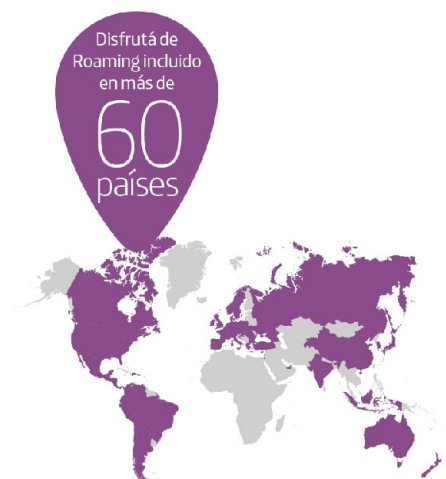 Disfrutá de
Roaming incluido
en más de
60
países